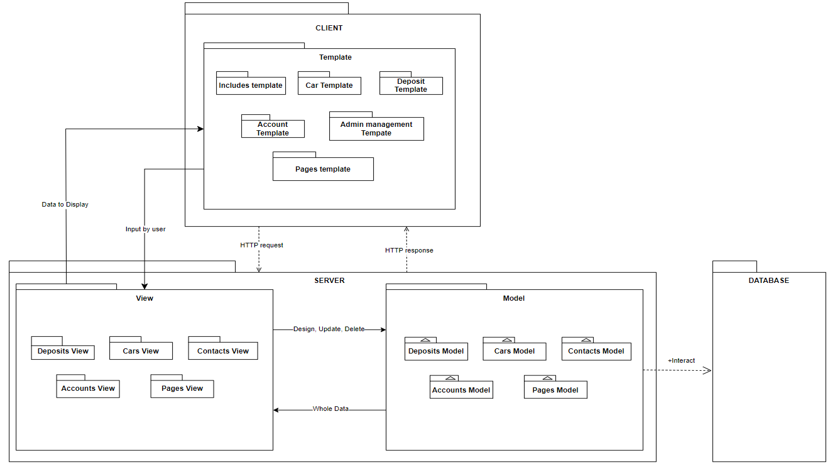 CLIENT
Template
Includes template
Car Template
Deposit
Template
Account
Template
Admin management
Tempate
Pages template
Data to Display
Input by user
HTTP request
HTTP response
SERVER
DATABASE
View
Model
Design, Update, Delete
Deposits View
Cars View
Contacts View
Deposits Model
Cars Model
Contacts Model
+Interact
Accounts View
Pages View
Accounts Model
Pages Model
Whole Data